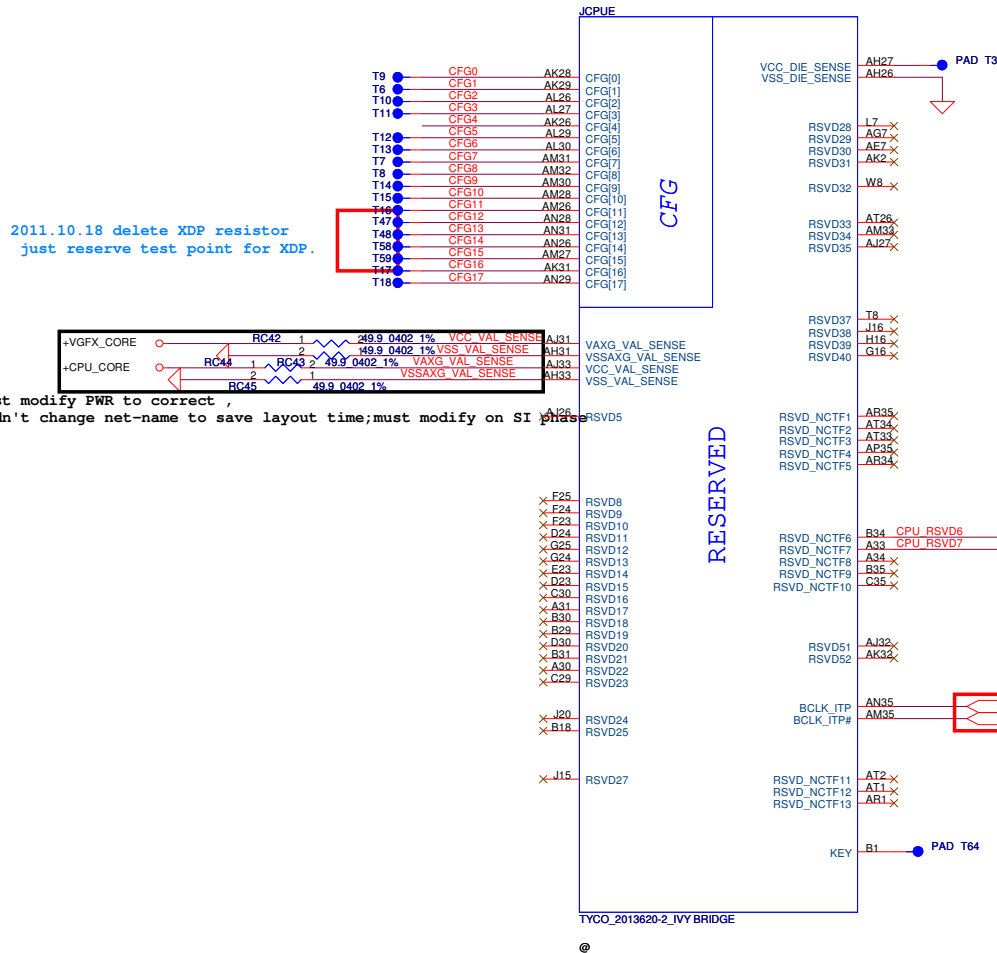 JCPUE
T9 CFG0 AK28 CFG[0]
T6 CFG1 AK29 CFG[1]
T10 CFG2 AL26 CFG[2]
T11 CFG3 AL27 CFG[3]
CFG4 AK26 CFG[4]
T12 CFG5 AL29 CFG[5]
T13 CFG6 AL30 CFG[6]
T7 CFG7 AM31 CFG[7]
T8 CFG8 AM32 CFG[8]
T14 CFG9 AM30 CFG[9]
T15 CFG10 AM28 CFG[10]
T16 CFG11 AM26 CFG[11]
T47 CFG12 AN28 CFG[12]
T48 CFG13 AN31 CFG[13]
T58 CFG14 AN26 CFG[14]
T59 CFG15 AM27 CFG[15]
T17 CFG16 AK31 CFG[16]
T18 CFG17 AN29 CFG[17]
CFG
2011.10.18 delete XDP resistor
just reserve test point for XDP.
VCC_DIE_SENSE AH27 PAD T3
VSS_DIE_SENSE AH26
RSVD28 L7
RSVD29 AG7
RSVD30 AE7
RSVD31 AK2
RSVD32 W8
RSVD33 AT26
RSVD34 AM33
RSVD35 AJ27
RSVD37 T8
RSVD38 J16
RSVD39 H16
RSVD40 G16
+VGFX_CORE RC42 1 2 49.9_0402_1% VCC_VAL_SENSE AJ31 VAXG_VAL_SENSE
RC43 2 1 49.9_0402_1% VSS_VAL_SENSE AH31 VSSAXG_VAL_SENSE
+CPU_CORE RC44 1 2 49.9_0402_1% VAXG_VAL_SENSE AJ33 VCC_VAL_SENSE
RC45 2 1 49.9_0402_1% VSSAXG_VAL_SENSE AH33 VSS_VAL_SENSE
st modify PWR to correct ,
dn't change net-name to save layout time;must modify on SI phase
AJ26 RSVD5
RSVD_NCTF1 AR35
RSVD_NCTF2 AT34
RSVD_NCTF3 AT33
RSVD_NCTF4 AP35
RSVD_NCTF5 AR34
RESERVED
F25 RSVD8
F24 RSVD9
F23 RSVD10
D24 RSVD11
G25 RSVD12
G24 RSVD13
E23 RSVD14
D23 RSVD15
C30 RSVD16
A31 RSVD17
B30 RSVD18
B29 RSVD19
D30 RSVD20
B31 RSVD21
A30 RSVD22
C29 RSVD23
RSVD_NCTF6 B34 CPU_RSVD6
RSVD_NCTF7 A33 CPU_RSVD7
RSVD_NCTF8 A34
RSVD_NCTF9 B35
RSVD_NCTF10 C35
RSVD51 AJ32
RSVD52 AK32
J20 RSVD24
B18 RSVD25
BCLK_ITP AN35
BCLK_ITP# AM35
J15 RSVD27
RSVD_NCTF11 AT2
RSVD_NCTF12 AT1
RSVD_NCTF13 AR1
KEY B1 PAD T64
TYCO_2013620-2_IVY BRIDGE
@